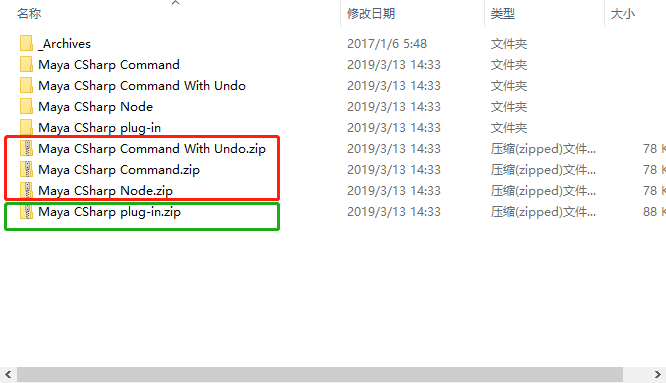 名称 修改日期 类型 大小
_Archives 2017/1/6 5:48 文件夹
Maya CSharp Command 2019/3/13 14:33 文件夹
Maya CSharp Command With Undo 2019/3/13 14:33 文件夹
Maya CSharp Node 2019/3/13 14:33 文件夹
Maya CSharp plug-in 2019/3/13 14:33 文件夹
Maya CSharp Command With Undo.zip 2019/3/13 14:33 压缩(zipped)文件... 78 K
Maya CSharp Command.zip 2019/3/13 14:33 压缩(zipped)文件... 78 K
Maya CSharp Node.zip 2019/3/13 14:33 压缩(zipped)文件... 78 K
Maya CSharp plug-in.zip 2019/3/13 14:33 压缩(zipped)文件... 88 K